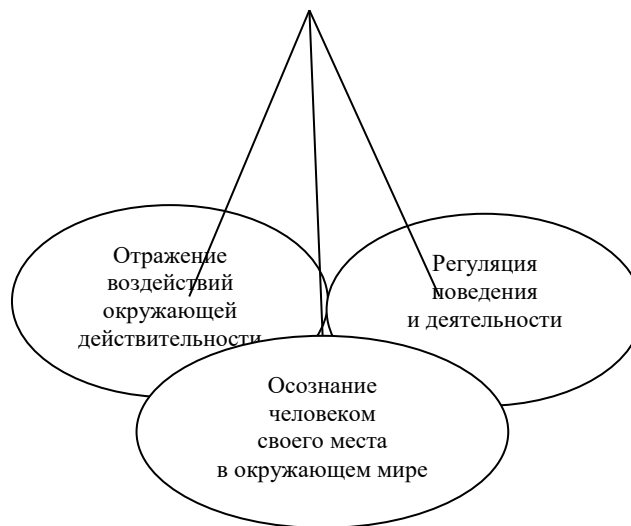 Отражение
воздействий
окружающей
действительности
Регуляция
поведения
и деятельности
Осознание
человеком
своего места
в окружающем мире